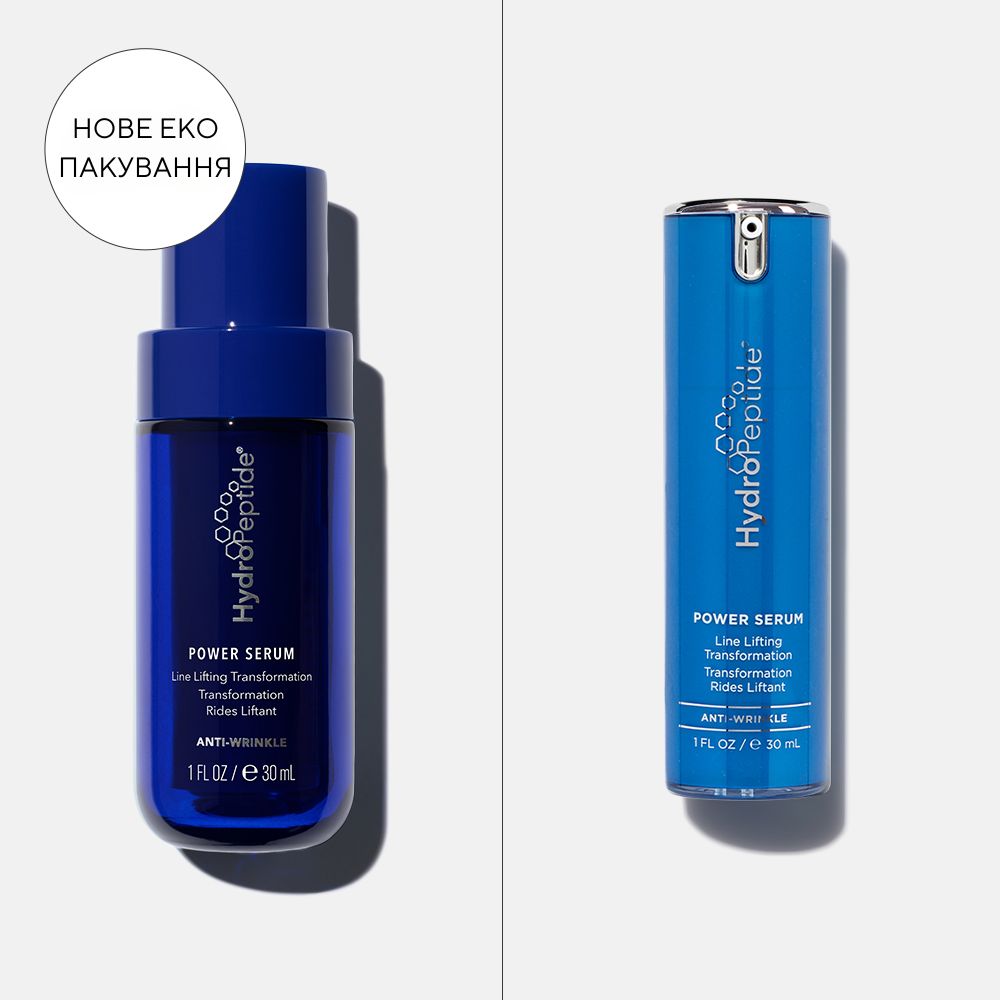 НОВЕ ЕКО
ПАКУВАННЯ
HydroPeptide®
POWER SERUM
Line Lifting Transformation
Transformation
Rides Liftant
ANTI-WRINKLE
1 FL OZ / ℮ 30 mL
HydroPeptide®
POWER SERUM
Line Lifting
Transformation
Transformation
Rides Liftant
ANTI-WRINKLE
1 FL OZ / ℮ 30 mL